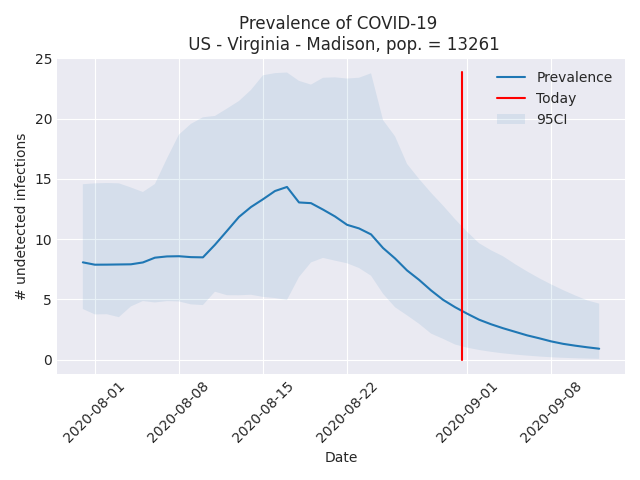 Prevalence of COVID-19
US - Virginia - Madison, pop. = 13261
Prevalence
Today
95CI
# undetected infections
25
20
15
10
5
0
2020-08-01
2020-08-08
2020-08-15
2020-08-22
2020-09-01
2020-09-08
Date